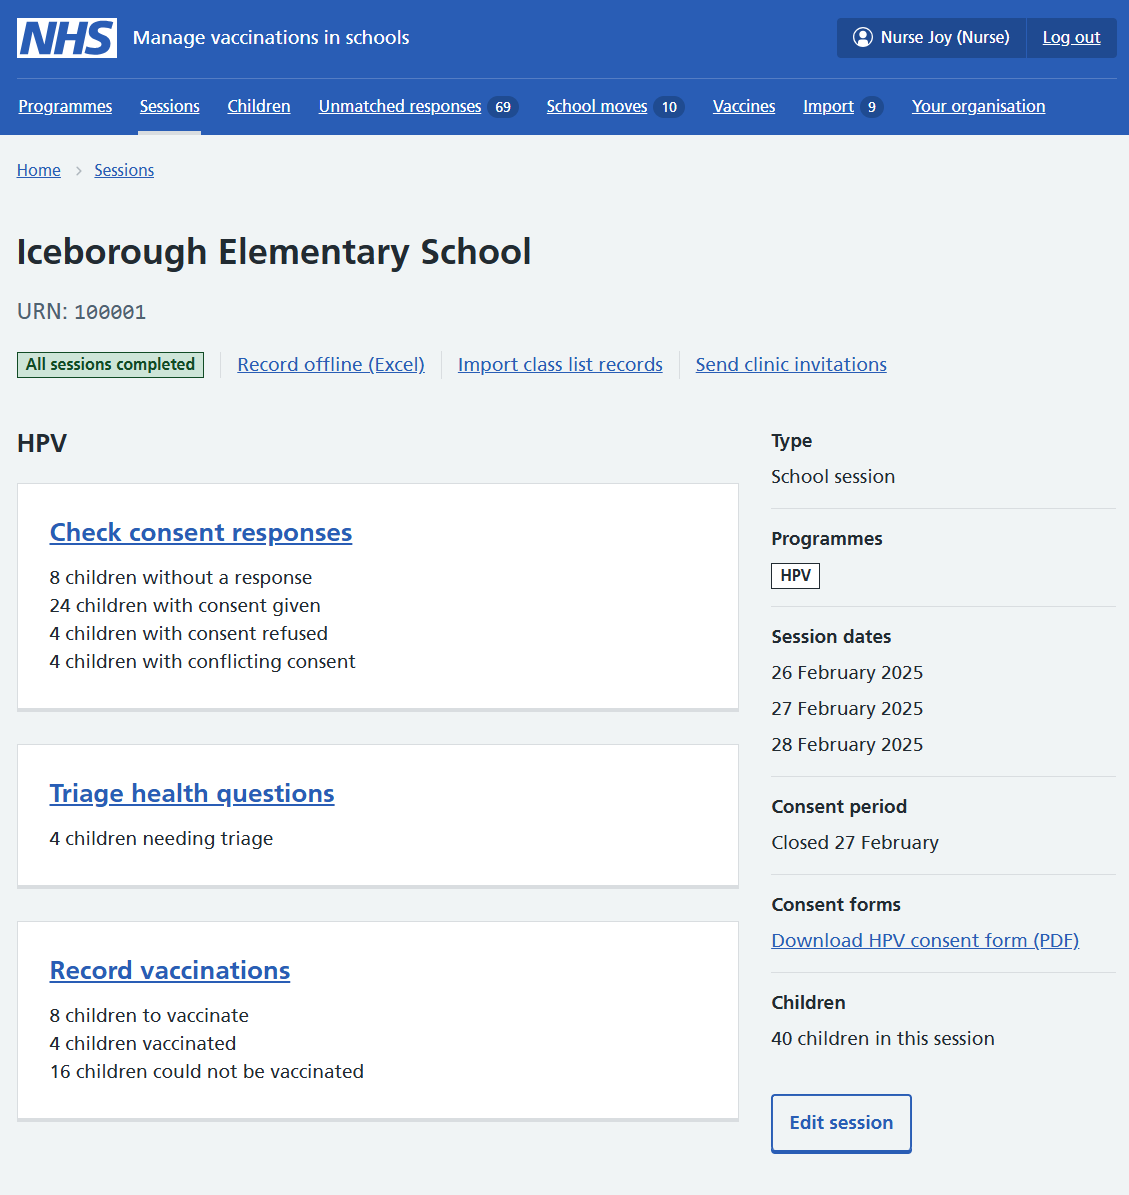 NHS Manage vaccinations in schools
Nurse Joy (Nurse) Log out
Programmes Sessions Children Unmatched responses 69 School moves 10 Vaccines Import 9 Your organisation
Home › Sessions
Iceborough Elementary School
URN: 100001
All sessions completed Record offline (Excel) Import class list records Send clinic invitations
HPV
Check consent responses
8 children without a response
24 children with consent given
4 children with consent refused
4 children with conflicting consent
Triage health questions
4 children needing triage
Record vaccinations
8 children to vaccinate
4 children vaccinated
16 children could not be vaccinated
Type
School session
Programmes
HPV
Session dates
26 February 2025
27 February 2025
28 February 2025
Consent period
Closed 27 February
Consent forms
Download HPV consent form (PDF)
Children
40 children in this session
Edit session